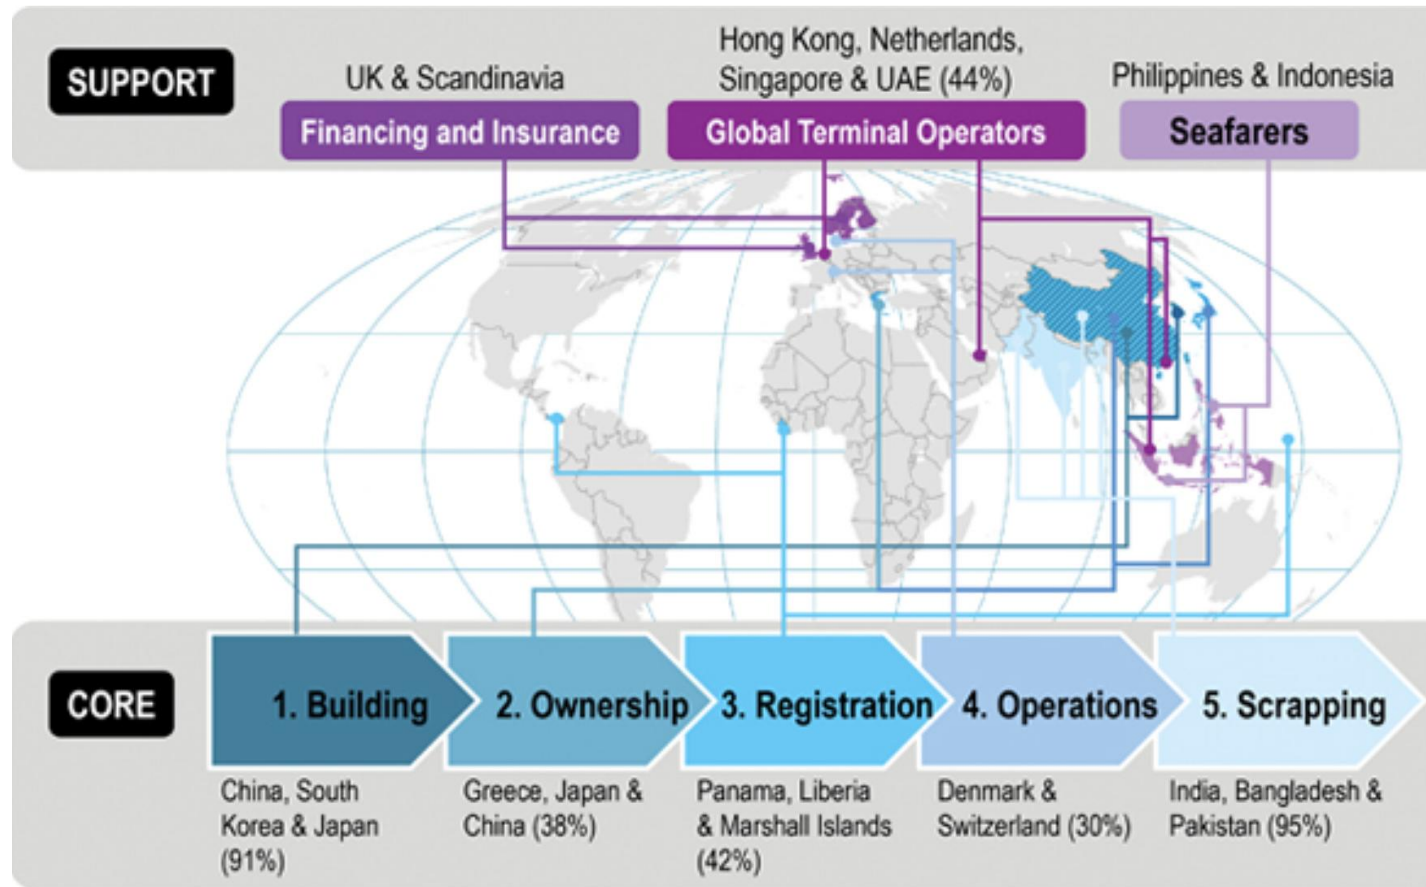 SUPPORT
UK & Scandinavia
Financing and Insurance
Hong Kong, Netherlands,
Singapore & UAE (44%)
Global Terminal Operators
Philippines & Indonesia
Seafarers
CORE
1. Building
2. Ownership
3. Registration
4. Operations
5. Scrapping
China, South
Korea & Japan
(91%)
Greece, Japan &
China (38%)
Panama, Liberia
& Marshall Islands
(42%)
Denmark &
Switzerland (30%)
India, Bangladesh &
Pakistan (95%)